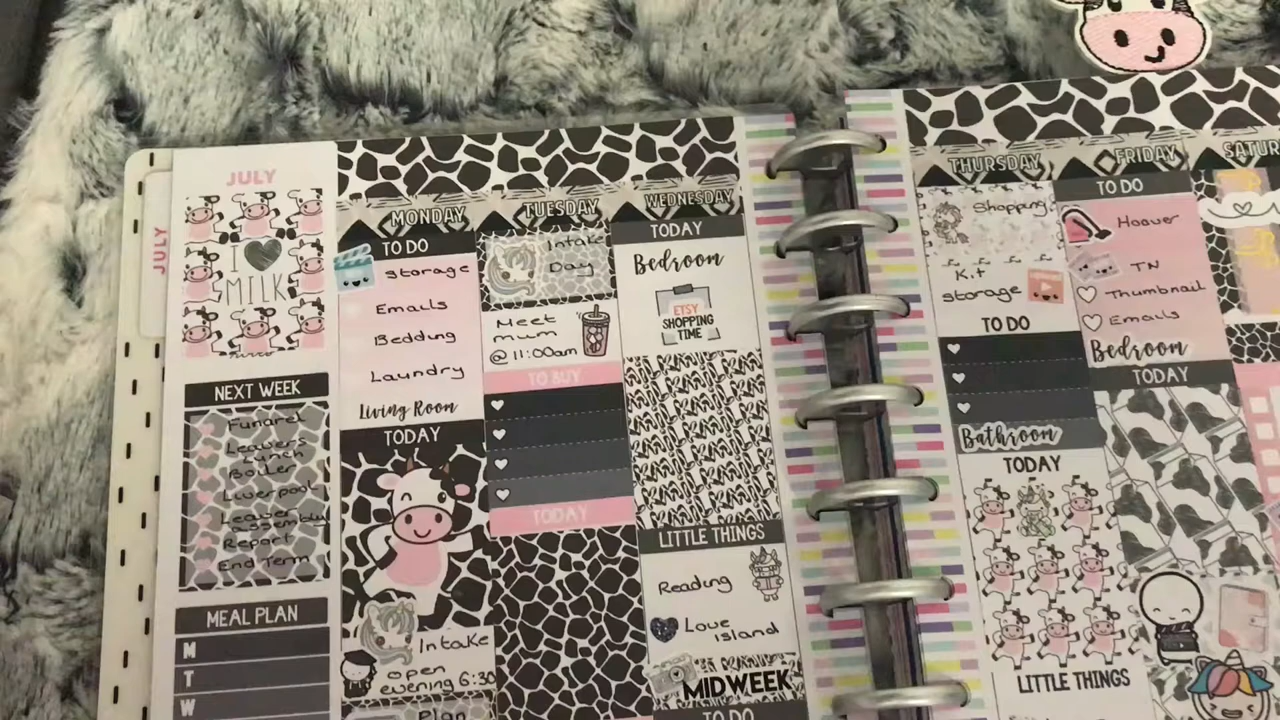 JULY
JULY
I
MILK
NEXT WEEK
Funeral
Leavers
Lunch
Boiler
Liverpool
Leavers
Assembly
Report
End Term
MEAL PLAN
M
T
W
MONDAY
TO DO
Storage
Emails
Bedding
Laundry
Living Room
TODAY
Intake
open
evening 6:30
Plan
TUESDAY
Intake
Day
Meet
mum
@ 11:00am
TO BUY
TODAY
WEDNESDAY
TODAY
Bedroom
ETSY
SHOPPING
TIME
LITTLE THINGS
Reading
Love
Island
MIDWEEK
TO DO
THURSDAY
Shopping
Kit
storage
TO DO
Bathroom
TODAY
LITTLE THINGS
FRIDAY
TO DO
Hoover
TN
Thumbnail
Emails
Bedroom
TODAY
SATUR